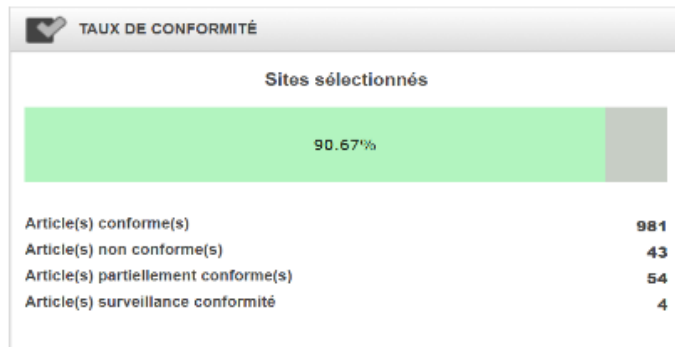 TAUX DE CONFORMITÉ
Sites sélectionnés
90.67%
Article(s) conforme(s) 981
Article(s) non conforme(s) 43
Article(s) partiellement conforme(s) 54
Article(s) surveillance conformité 4